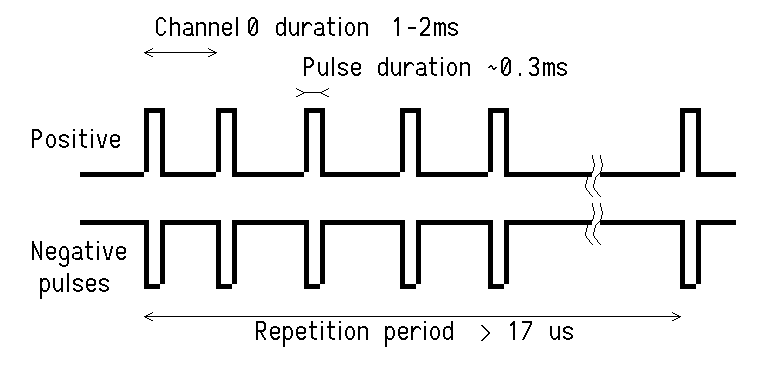 Channel 0 duration 1-2ms
Pulse duration ~0.3ms
Positive
Negative
pulses
Repetition period > 17 us